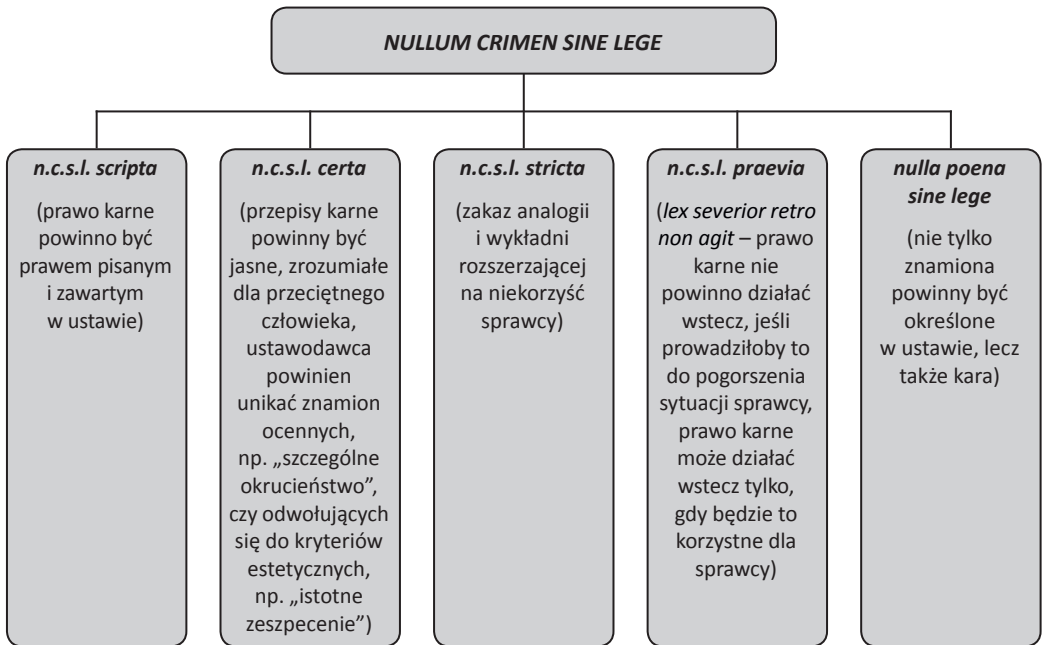 NULLUM CRIMEN SINE LEGE
n.c.s.l. scripta
(prawo karne
powinno być
prawem pisanym
i zawartym
w ustawie)
n.c.s.l. certa
(przepisy karne
powinny być
jasne, zrozumiałe
dla przeciętnego
człowieka,
ustawodawca
powinien
unikać znamion
ocennych,
np. „szczególne
okrucieństwo”,
czy odwołujących
się do kryteriów
estetycznych,
np. „istotne
zeszpecenie”)
n.c.s.l. stricta
(zakaz analogii
i wykładni
rozszerzającej
na niekorzyść
sprawcy)
n.c.s.l. praevia
(lex severior retro
non agit – prawo
karne nie
powinno działać
wstecz, jeśli
prowadziłoby to
do pogorszenia
sytuacji sprawcy,
prawo karne
może działać
wstecz tylko,
gdy będzie to
korzystne dla
sprawcy)
nulla poena
sine lege
(nie tylko
znamiona
powinny być
określone
w ustawie, lecz
także kara)